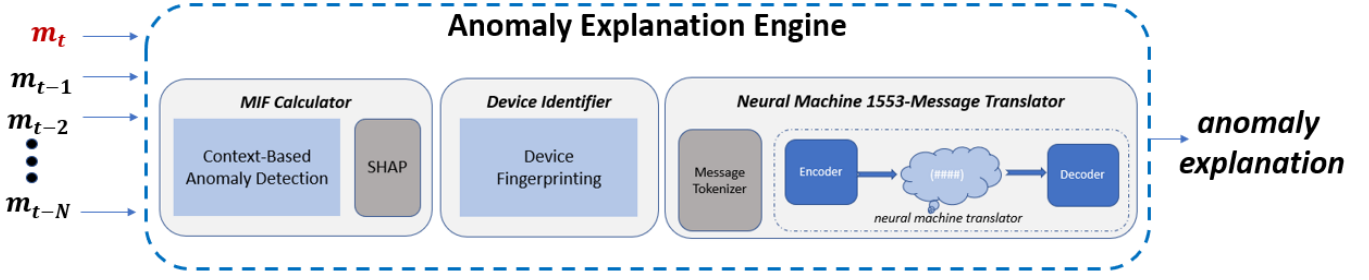 Anomaly Explanation Engine
m_t
m_{t−1}
m_{t−2}
m_{t−N}
MIF Calculator
Context-Based
Anomaly Detection
SHAP
Device Identifier
Device
Fingerprinting
Neural Machine 1553-Message Translator
Message
Tokenizer
Encoder
(####)
Decoder
neural machine translator
anomaly
explanation